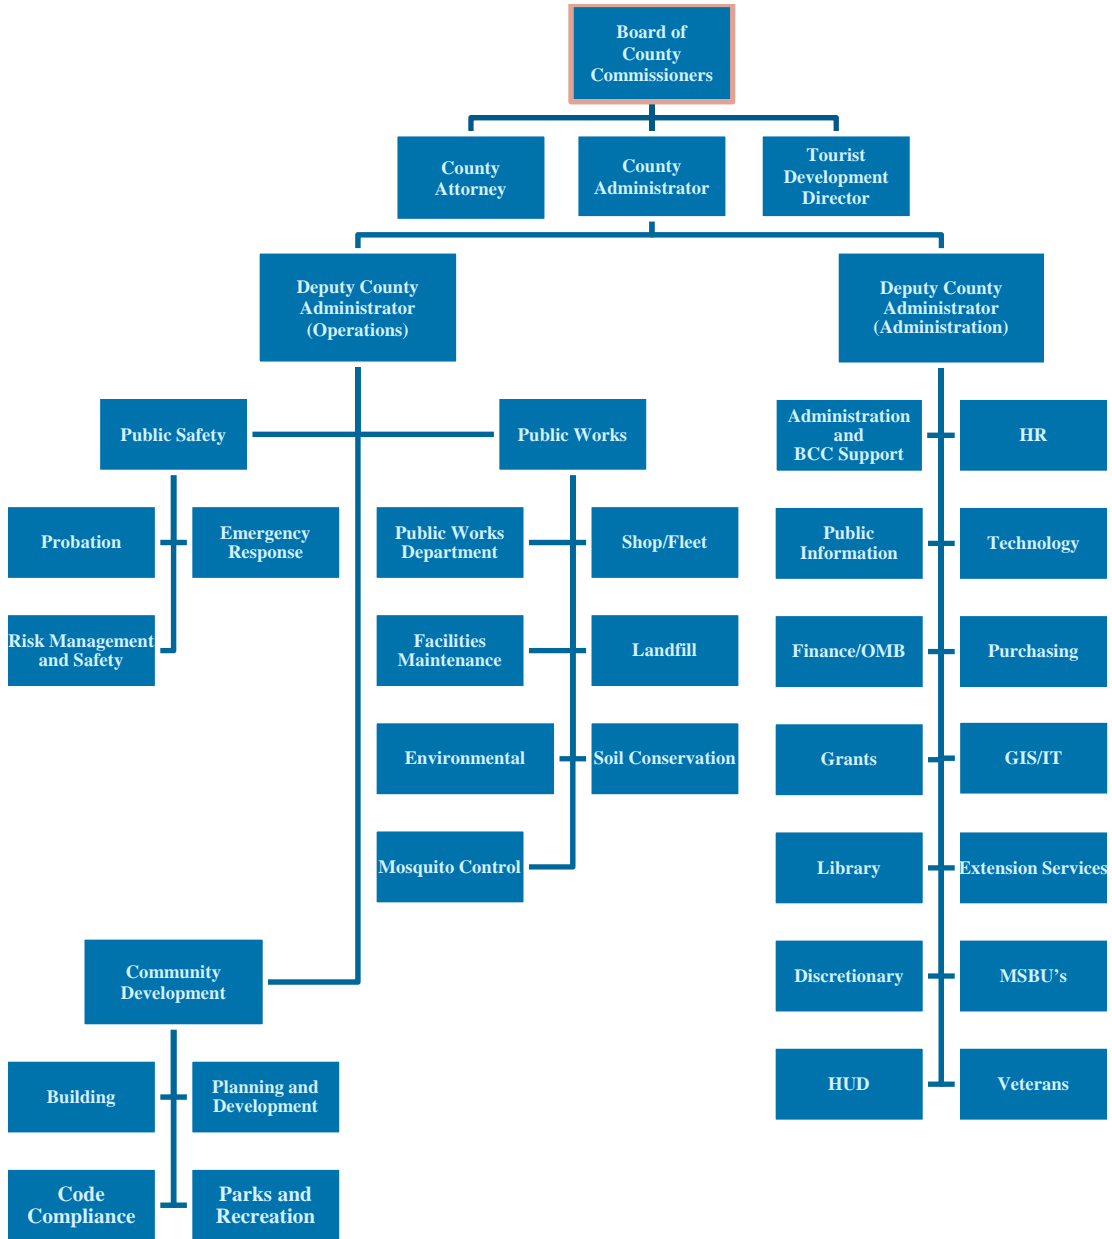 Board of
County
Commissioners
County
Attorney
County
Administrator
Tourist
Development
Director
Deputy County
Administrator
(Operations)
Deputy County
Administrator
(Administration)
Public Safety
Public Works
Administration
and
BCC Support
HR
Probation
Emergency
Response
Public Works
Department
Shop/Fleet
Public
Information
Technology
Risk Management
and Safety
Facilities
Maintenance
Landfill
Finance/OMB
Purchasing
Environmental
Soil Conservation
Grants
GIS/IT
Mosquito Control
Library
Extension Services
Community
Development
Discretionary
MSBU’s
Building
Planning and
Development
HUD
Veterans
Code
Compliance
Parks and
Recreation